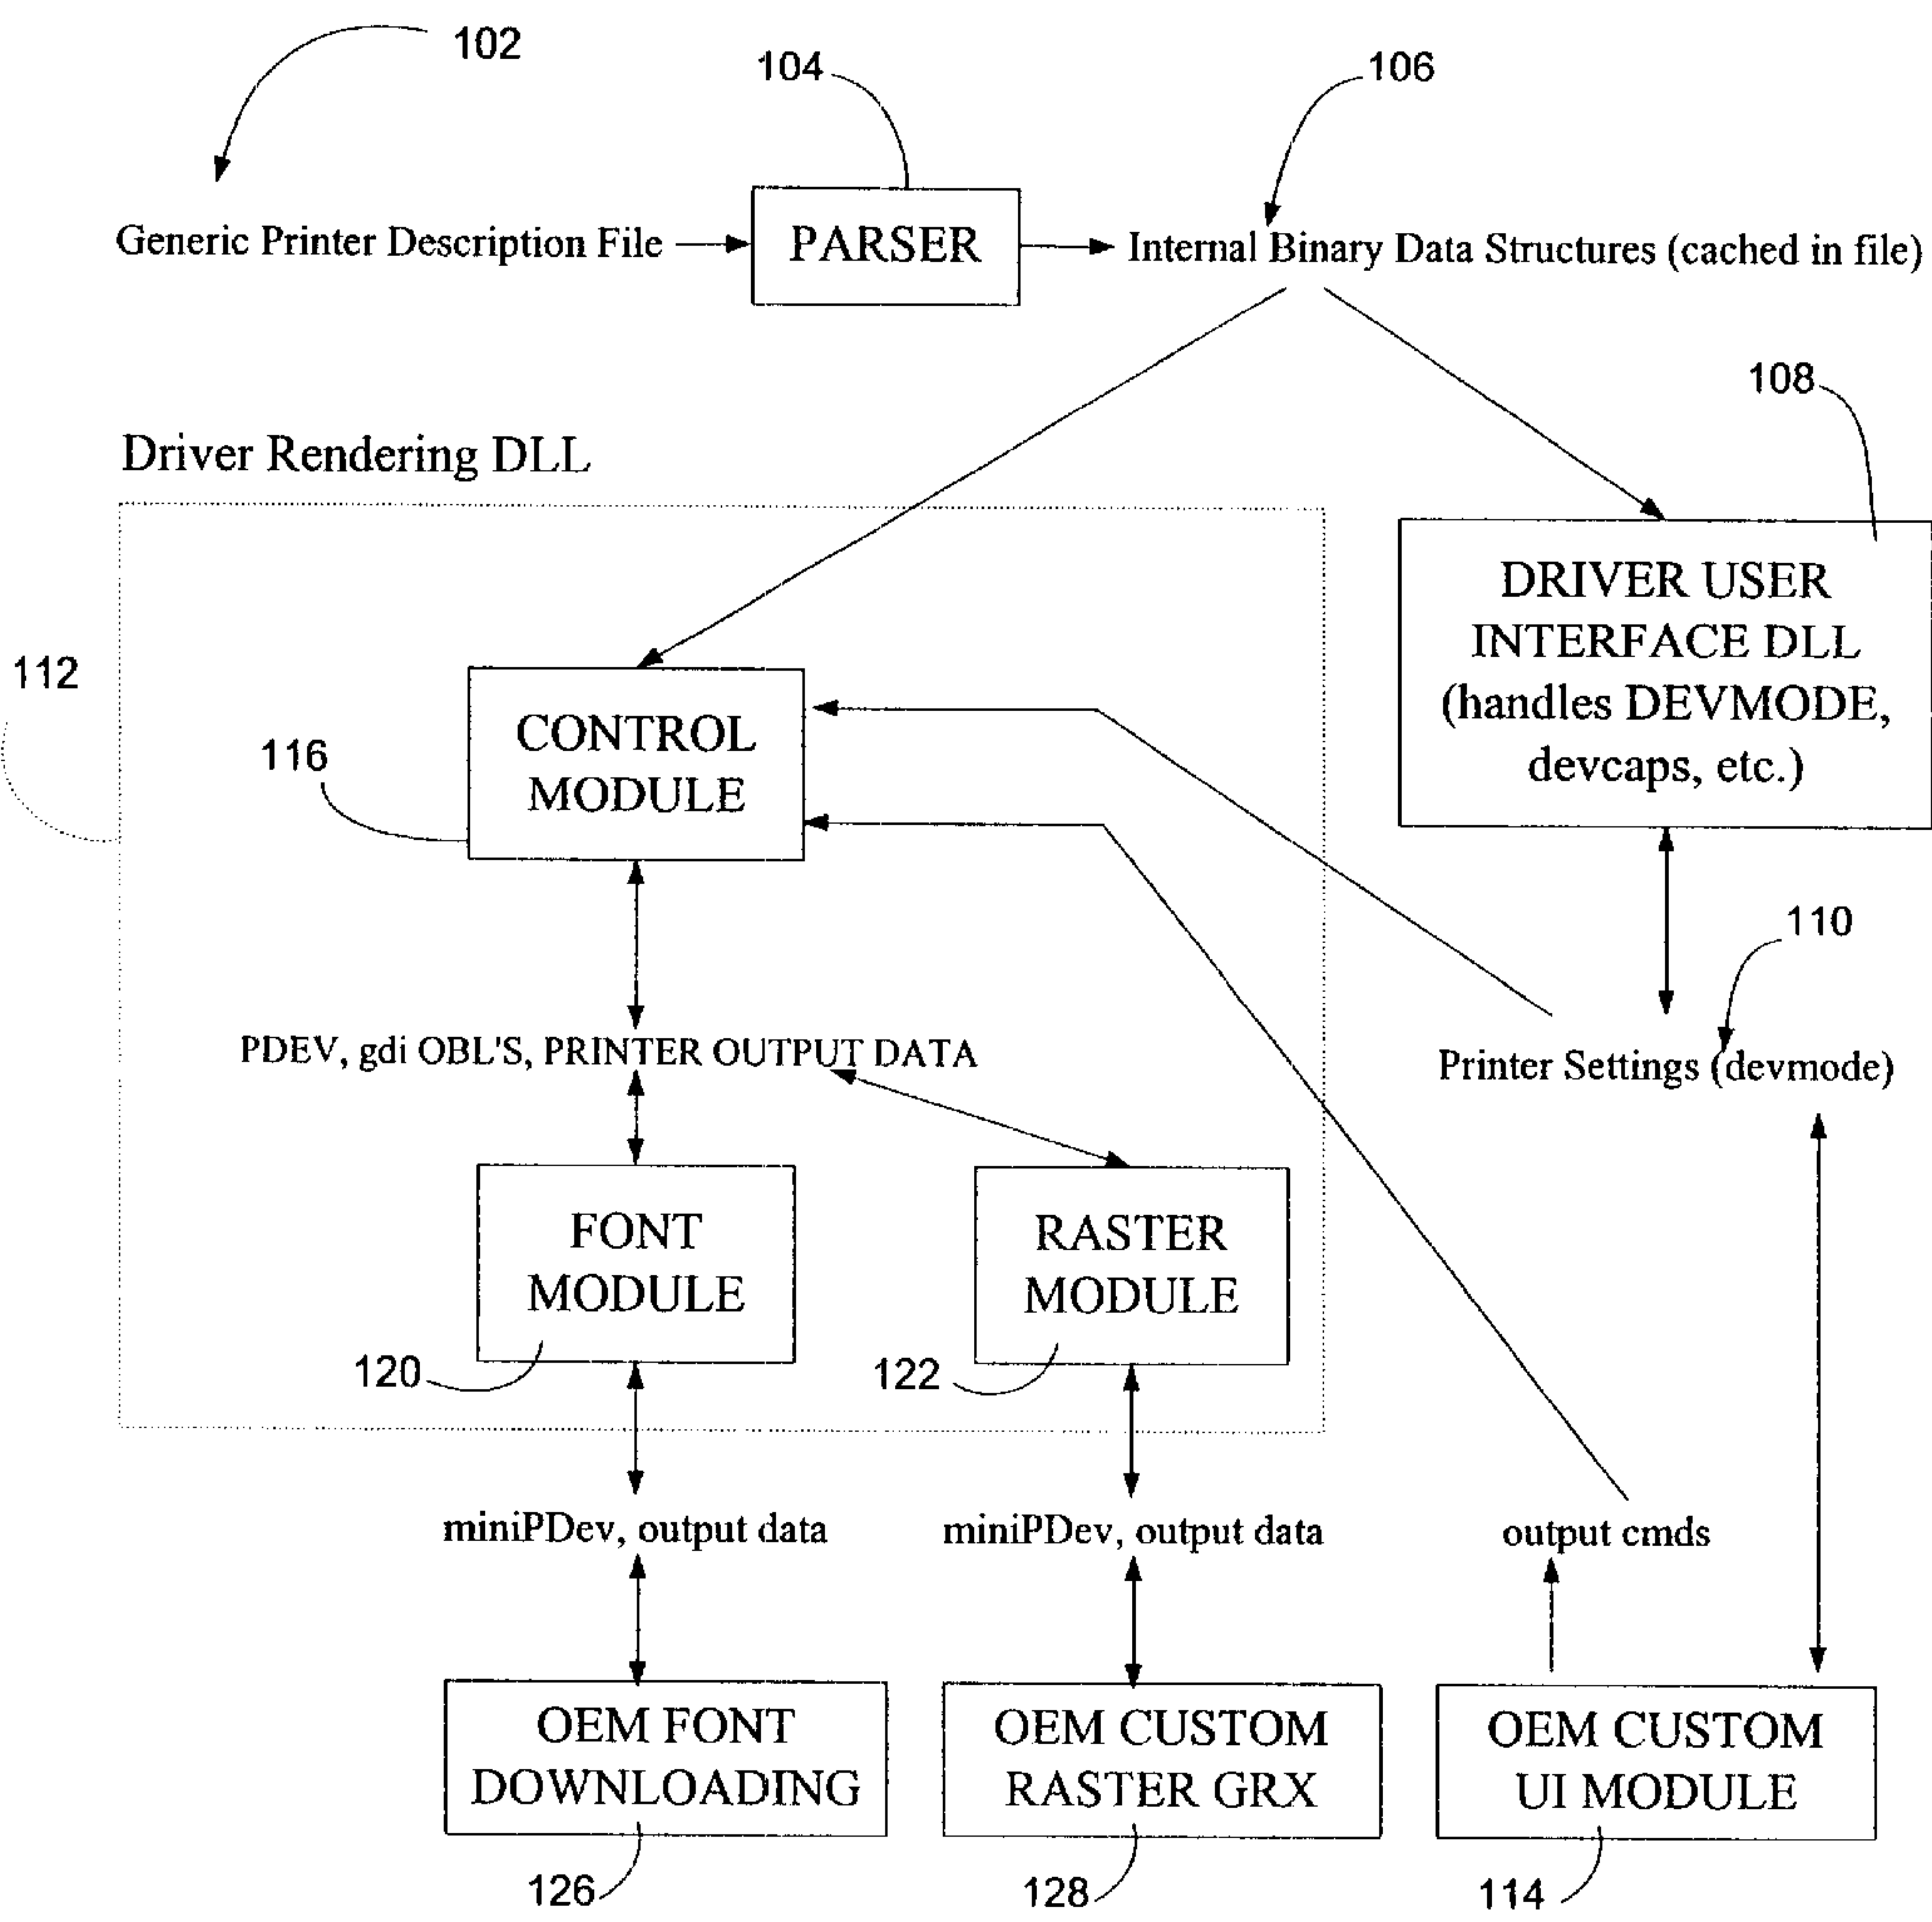 102
104
106
Generic Printer Description File
PARSER
Internal Binary Data Structures (cached in file)
108
Driver Rendering DLL
DRIVER USER
INTERFACE DLL
(handles DEVMODE,
devcaps, etc.)
112
CONTROL
MODULE
116
110
PDEV, gdi OBL'S, PRINTER OUTPUT DATA
Printer Settings (devmode)
FONT
MODULE
RASTER
MODULE
120
122
miniPDev, output data
miniPDev, output data
output cmds
OEM FONT
DOWNLOADING
OEM CUSTOM
RASTER GRX
OEM CUSTOM
UI MODULE
126
128
114